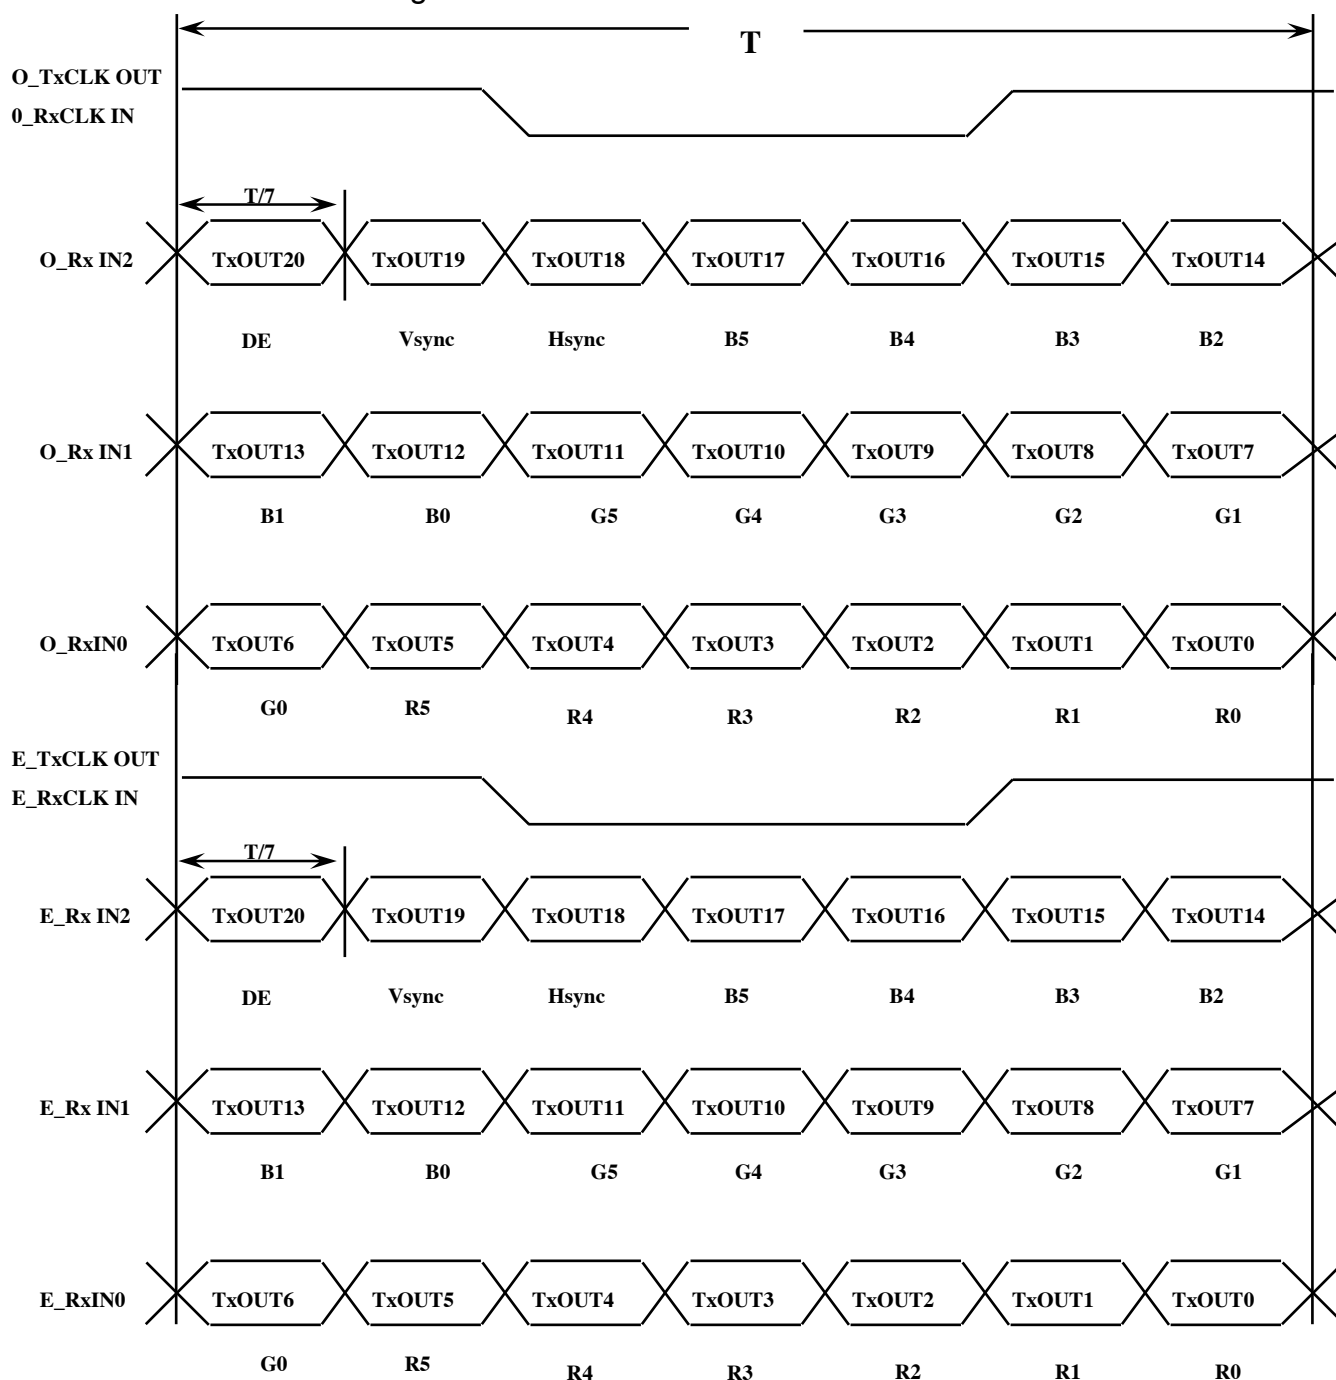 T
O_TxCLK OUT
0_RxCLK IN
T/7
O_Rx IN2 TxOUT20 TxOUT19 TxOUT18 TxOUT17 TxOUT16 TxOUT15 TxOUT14
DE Vsync Hsync B5 B4 B3 B2
O_Rx IN1 TxOUT13 TxOUT12 TxOUT11 TxOUT10 TxOUT9 TxOUT8 TxOUT7
B1 B0 G5 G4 G3 G2 G1
O_RxIN0 TxOUT6 TxOUT5 TxOUT4 TxOUT3 TxOUT2 TxOUT1 TxOUT0
G0 R5 R4 R3 R2 R1 R0
E_TxCLK OUT
E_RxCLK IN
T/7
E_Rx IN2 TxOUT20 TxOUT19 TxOUT18 TxOUT17 TxOUT16 TxOUT15 TxOUT14
DE Vsync Hsync B5 B4 B3 B2
E_Rx IN1 TxOUT13 TxOUT12 TxOUT11 TxOUT10 TxOUT9 TxOUT8 TxOUT7
B1 B0 G5 G4 G3 G2 G1
E_RxIN0 TxOUT6 TxOUT5 TxOUT4 TxOUT3 TxOUT2 TxOUT1 TxOUT0
G0 R5 R4 R3 R2 R1 R0